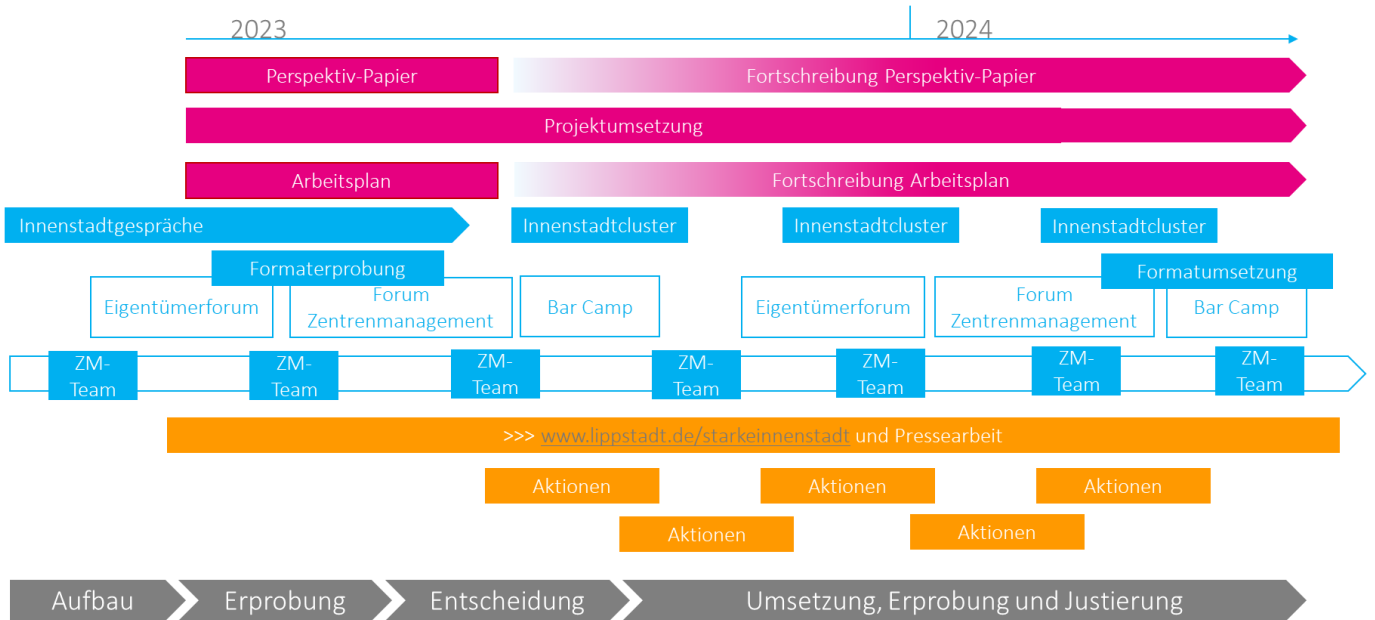 2023
2024
Perspektiv-Papier
Fortschreibung Perspektiv-Papier
Projektumsetzung
Arbeitsplan
Fortschreibung Arbeitsplan
Innenstadtgespräche
Innenstadtcluster
Innenstadtcluster
Innenstadtcluster
Formaterprobung
Formatumsetzung
Eigentümerforum
Forum
Zentrenmanagement
Bar Camp
Eigentümerforum
Forum
Zentrenmanagement
Bar Camp
ZM-
Team
ZM-
Team
ZM-
Team
ZM-
Team
ZM-
Team
ZM-
Team
ZM-
Team
>>> www.lippstadt.de/starkeinnenstadt und Pressearbeit
Aktionen
Aktionen
Aktionen
Aktionen
Aktionen
Aufbau
Erprobung
Entscheidung
Umsetzung, Erprobung und Justierung